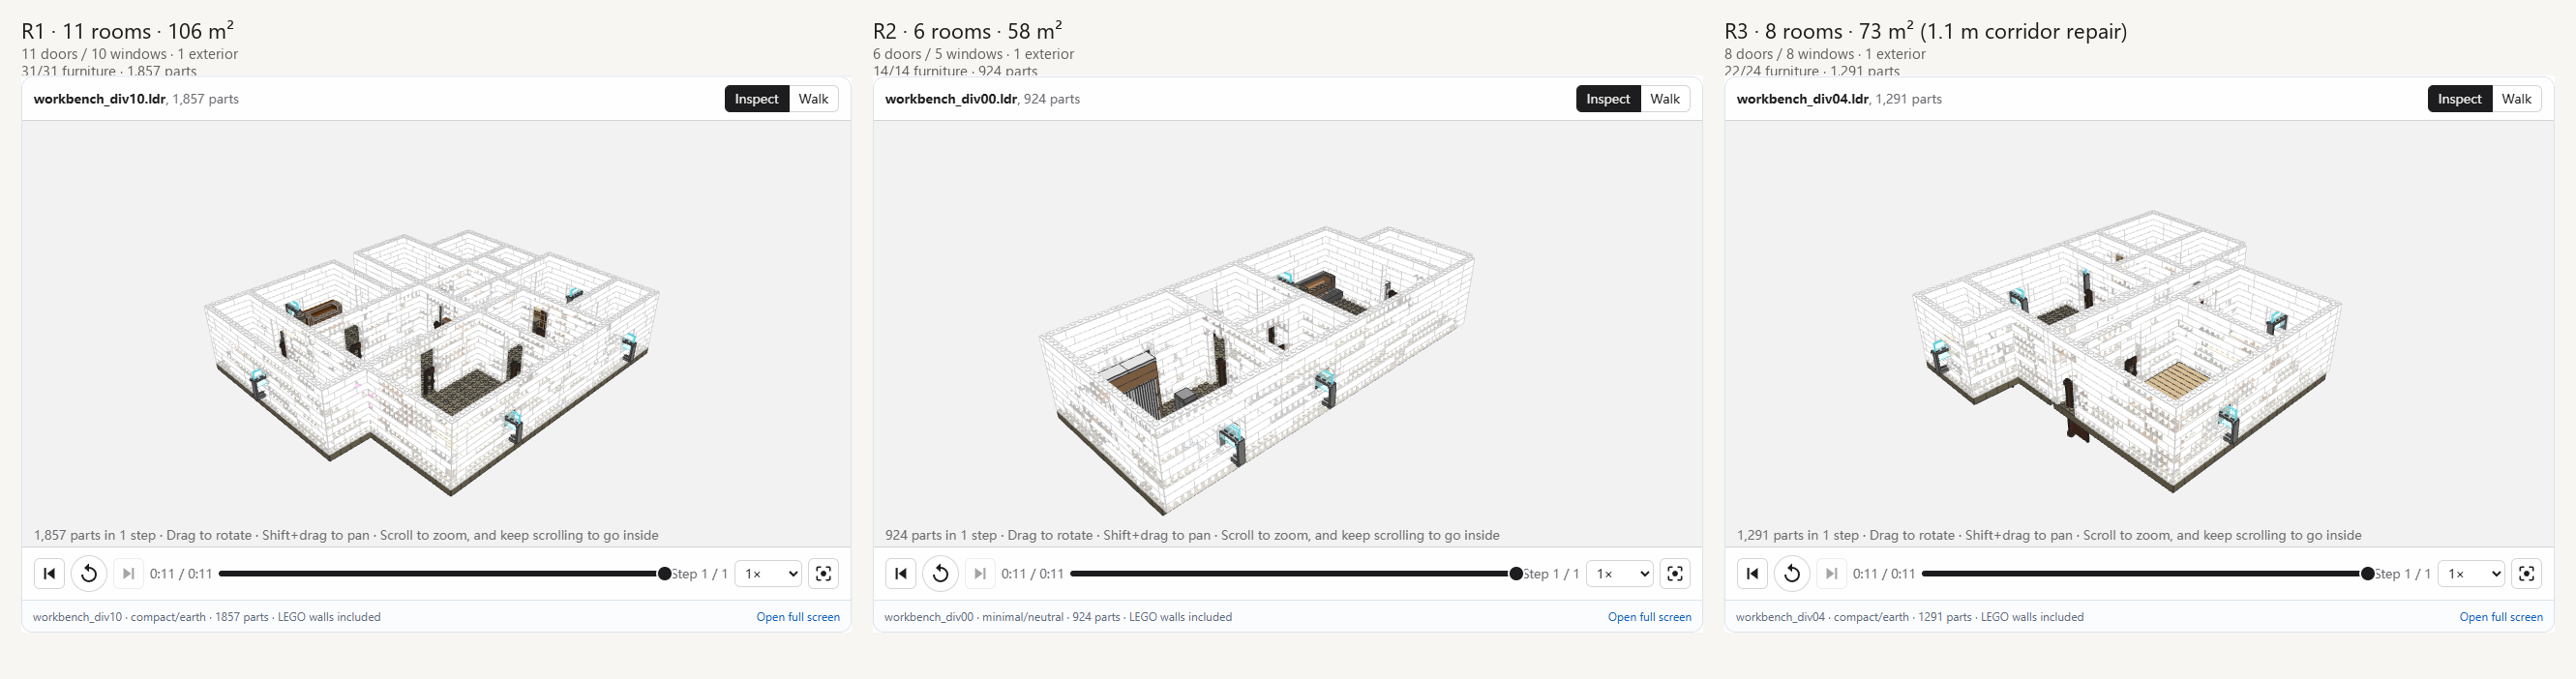 R1 · 11 rooms · 106 m²
11 doors / 10 windows · 1 exterior
31/31 furniture · 1,857 parts
workbench_div10.ldr, 1,857 parts
Inspect
Walk
1,857 parts in 1 step · Drag to rotate · Shift+drag to pan · Scroll to zoom, and keep scrolling to go inside
0:11 / 0:11
Step 1 / 1
1×
workbench_div10 · compact/earth · 1857 parts · LEGO walls included
Open full screen
R2 · 6 rooms · 58 m²
6 doors / 5 windows · 1 exterior
14/14 furniture · 924 parts
workbench_div00.ldr, 924 parts
Inspect
Walk
924 parts in 1 step · Drag to rotate · Shift+drag to pan · Scroll to zoom, and keep scrolling to go inside
0:11 / 0:11
Step 1 / 1
1×
workbench_div00 · minimal/neutral · 924 parts · LEGO walls included
Open full screen
R3 · 8 rooms · 73 m² (1.1 m corridor repair)
8 doors / 8 windows · 1 exterior
22/24 furniture · 1,291 parts
workbench_div04.ldr, 1,291 parts
Inspect
Walk
1,291 parts in 1 step · Drag to rotate · Shift+drag to pan · Scroll to zoom, and keep scrolling to go inside
0:11 / 0:11
Step 1 / 1
1×
workbench_div04 · compact/earth · 1291 parts · LEGO walls included
Open full screen